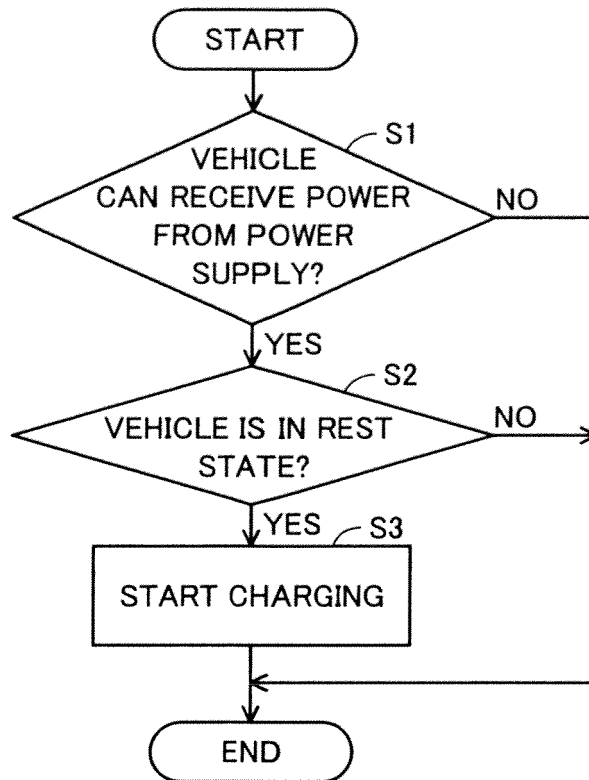 START
S1
VEHICLE
CAN RECEIVE POWER
FROM POWER
SUPPLY?
NO
YES
S2
VEHICLE IS IN REST
STATE?
NO
YES
S3
START CHARGING
END